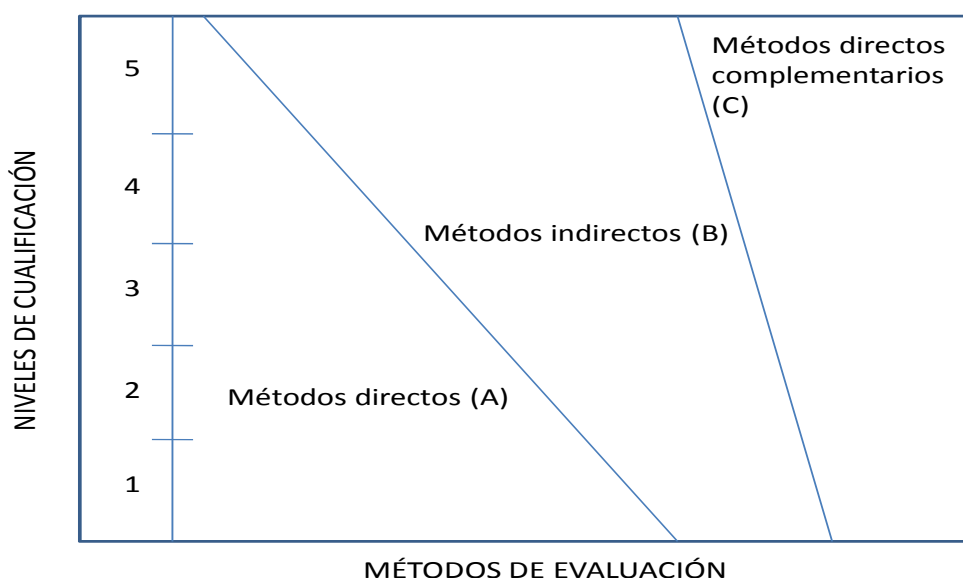 NIVELES DE CUALIFICACIÓN
5
4
3
2
1
Métodos directos
complementarios
(C)
Métodos indirectos (B)
Métodos directos (A)
MÉTODOS DE EVALUACIÓN